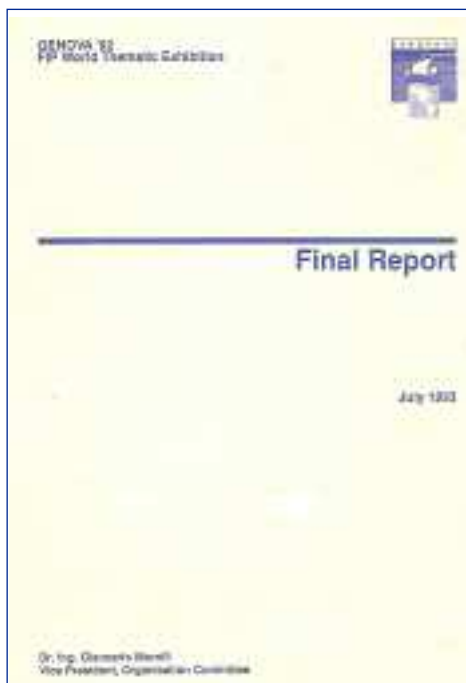 GENOVA '92
FIP World Thematic Exhibition
Final Report
July 1993
Dr. Ing.
Vice President, Organisation Committee